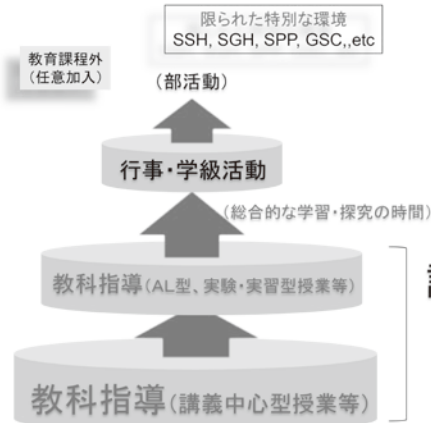 限られた特別な環境
SSH, SGH, SPP, GSC,,etc
教育課程外
(任意加入)
(部活動)
行事・学級活動
(総合的な学習・探究の時間)
教科指導(AL型、実験・実習型授業等)
教科指導(講義中心型授業等)